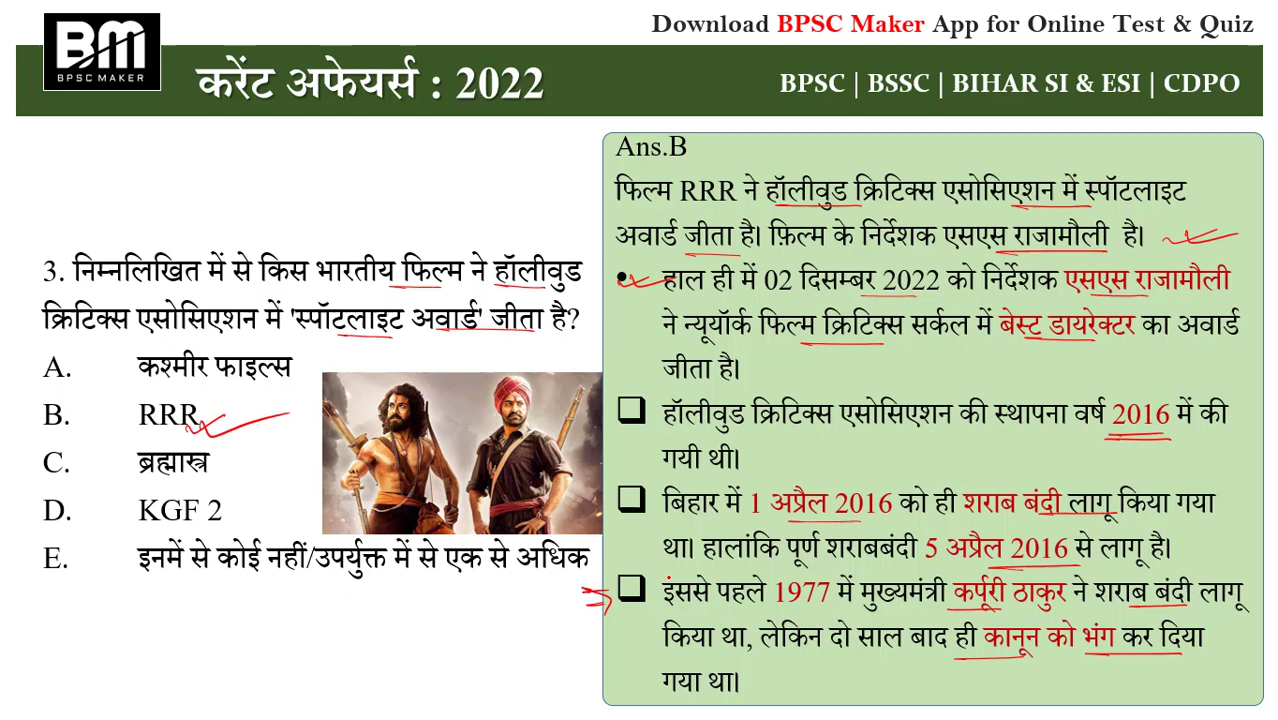 Download BPSC Maker App for Online Test & Quiz
BM
BPSC MAKER
करेंट अफेयर्स : 2022
BPSC | BSSC | BIHAR SI & ESI | CDPO
3. निम्नलिखित में से किस भारतीय फिल्म ने हॉलीवुड
क्रिटिक्स एसोसिएशन में 'स्पॉटलाइट अवार्ड' जीता है?
A. कश्मीर फाइल्स
B. RRR
C. ब्रह्मास्त्र
D. KGF 2
E. इनमें से कोई नहीं/उपर्युक्त में से एक से अधिक
Ans.B
फिल्म RRR ने हॉलीवुड क्रिटिक्स एसोसिएशन में स्पॉटलाइट
अवार्ड जीता है। फ़िल्म के निर्देशक एसएस राजामौली है।
• हाल ही में 02 दिसम्बर 2022 को निर्देशक एसएस राजामौली
ने न्यूयॉर्क फिल्म क्रिटिक्स सर्कल में बेस्ट डायरेक्टर का अवार्ड
जीता है।
❑ हॉलीवुड क्रिटिक्स एसोसिएशन की स्थापना वर्ष 2016 में की
गयी थी।
❑ बिहार में 1 अप्रैल 2016 को ही शराब बंदी लागू किया गया
था। हालांकि पूर्ण शराबबंदी 5 अप्रैल 2016 से लागू है।
❑ इससे पहले 1977 में मुख्यमंत्री कर्पूरी ठाकुर ने शराब बंदी लागू
किया था, लेकिन दो साल बाद ही कानून को भंग कर दिया
गया था।